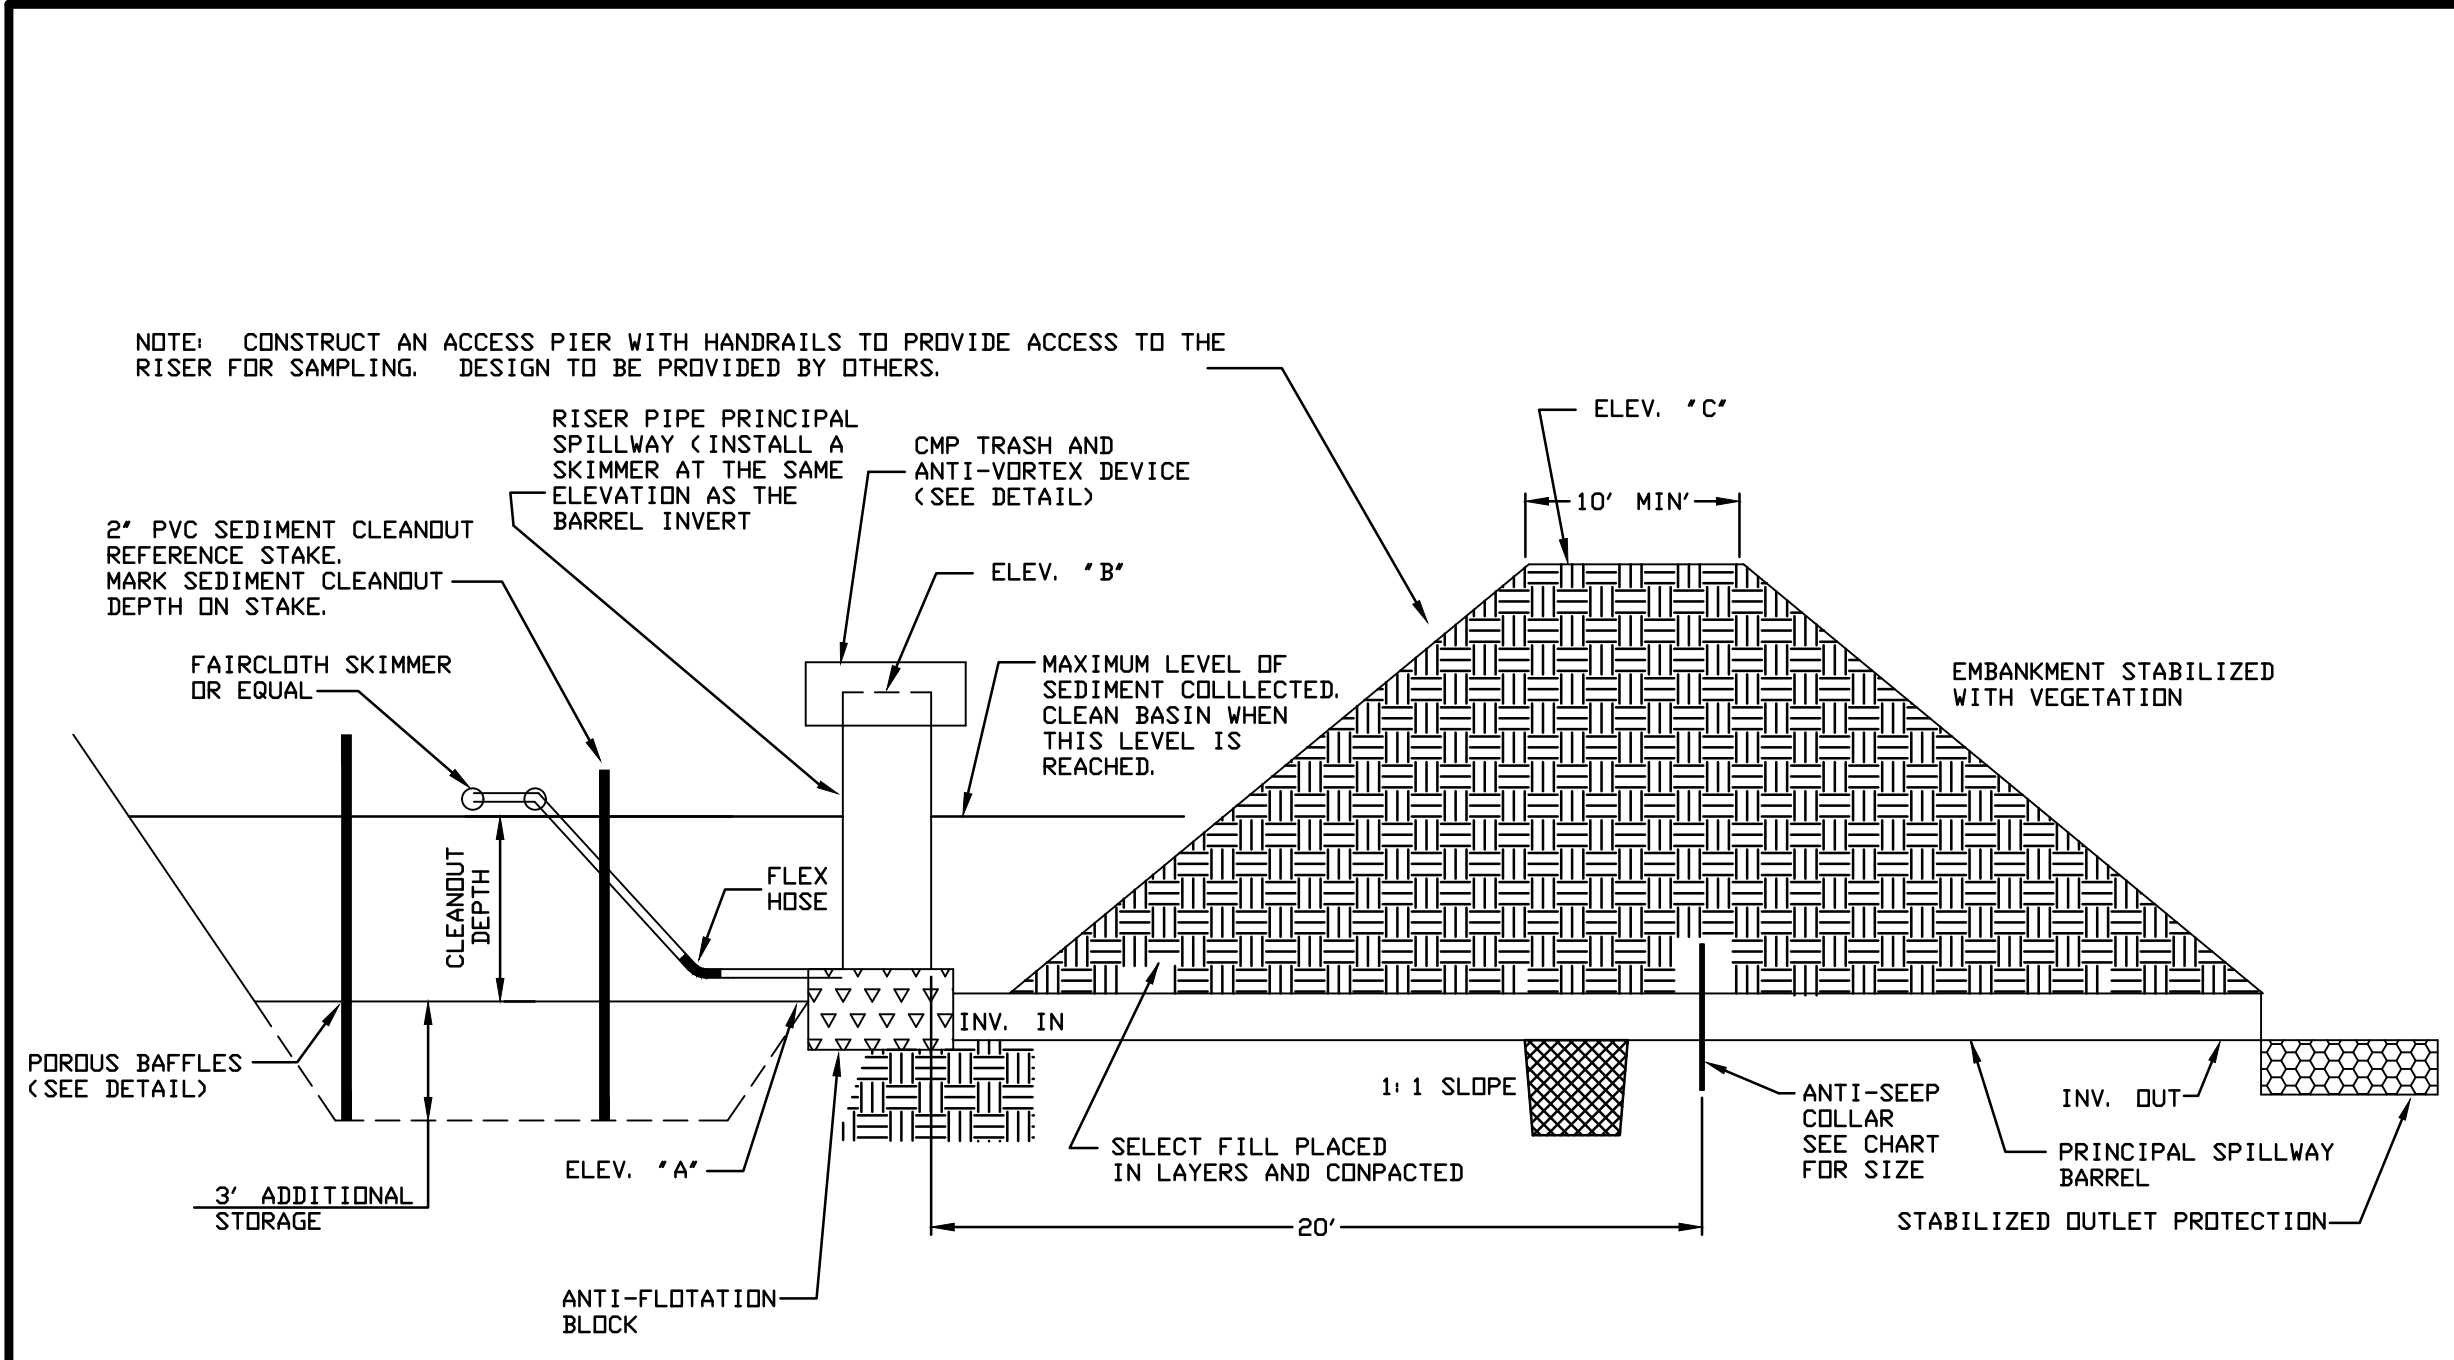 NOTE: CONSTRUCT AN ACCESS PIER WITH HANDRAILS TO PROVIDE ACCESS TO THE
RISER FOR SAMPLING. DESIGN TO BE PROVIDED BY OTHERS.
RISER PIPE PRINCIPAL
SPILLWAY (INSTALL A
SKIMMER AT THE SAME
ELEVATION AS THE
BARREL INVERT
CMP TRASH AND
ANTI-VORTEX DEVICE
(SEE DETAIL)
ELEV. "C"
10' MIN'
2" PVC SEDIMENT CLEANOUT
REFERENCE STAKE.
MARK SEDIMENT CLEANOUT
DEPTH ON STAKE.
ELEV. "B"
FAIRCLOTH SKIMMER
OR EQUAL
MAXIMUM LEVEL OF
SEDIMENT COLLLECTED.
CLEAN BASIN WHEN
THIS LEVEL IS
REACHED.
EMBANKMENT STABILIZED
WITH VEGETATION
CLEANOUT
DEPTH
FLEX
HOSE
INV. IN
POROUS BAFFLES
(SEE DETAIL)
1:1 SLOPE
ANTI-SEEP
COLLAR
SEE CHART
FOR SIZE
INV. OUT
PRINCIPAL SPILLWAY
BARREL
SELECT FILL PLACED
IN LAYERS AND CONPACTED
ELEV. "A"
3' ADDITIONAL
STORAGE
20'
STABILIZED OUTLET PROTECTION
ANTI-FLOTATION
BLOCK